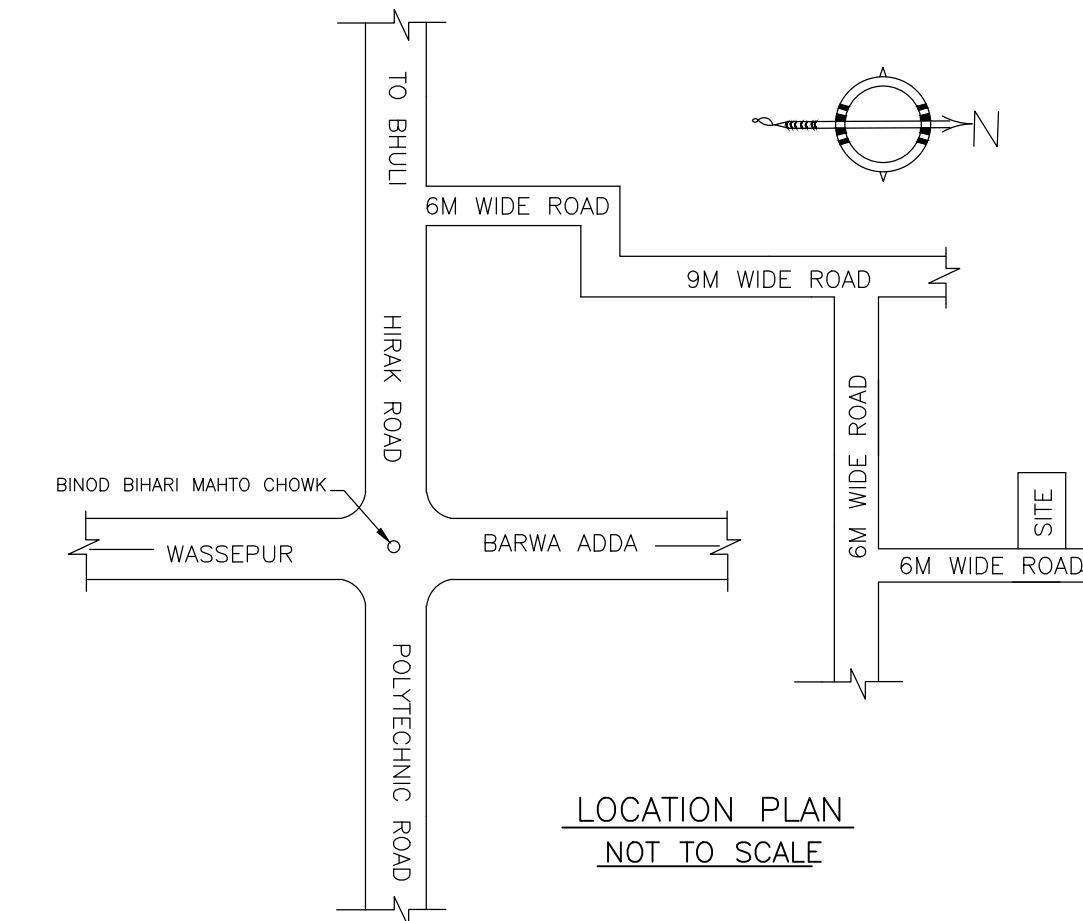 TO BHULI
N
6M WIDE ROAD
9M WIDE ROAD
HIRAK ROAD
6M WIDE ROAD
BINOD BIHARI MAHTO CHOWK
SITE
WASSEPUR
BARWA ADDA
6M WIDE ROAD
POLYTECHNIC ROAD
LOCATION PLAN
NOT TO SCALE